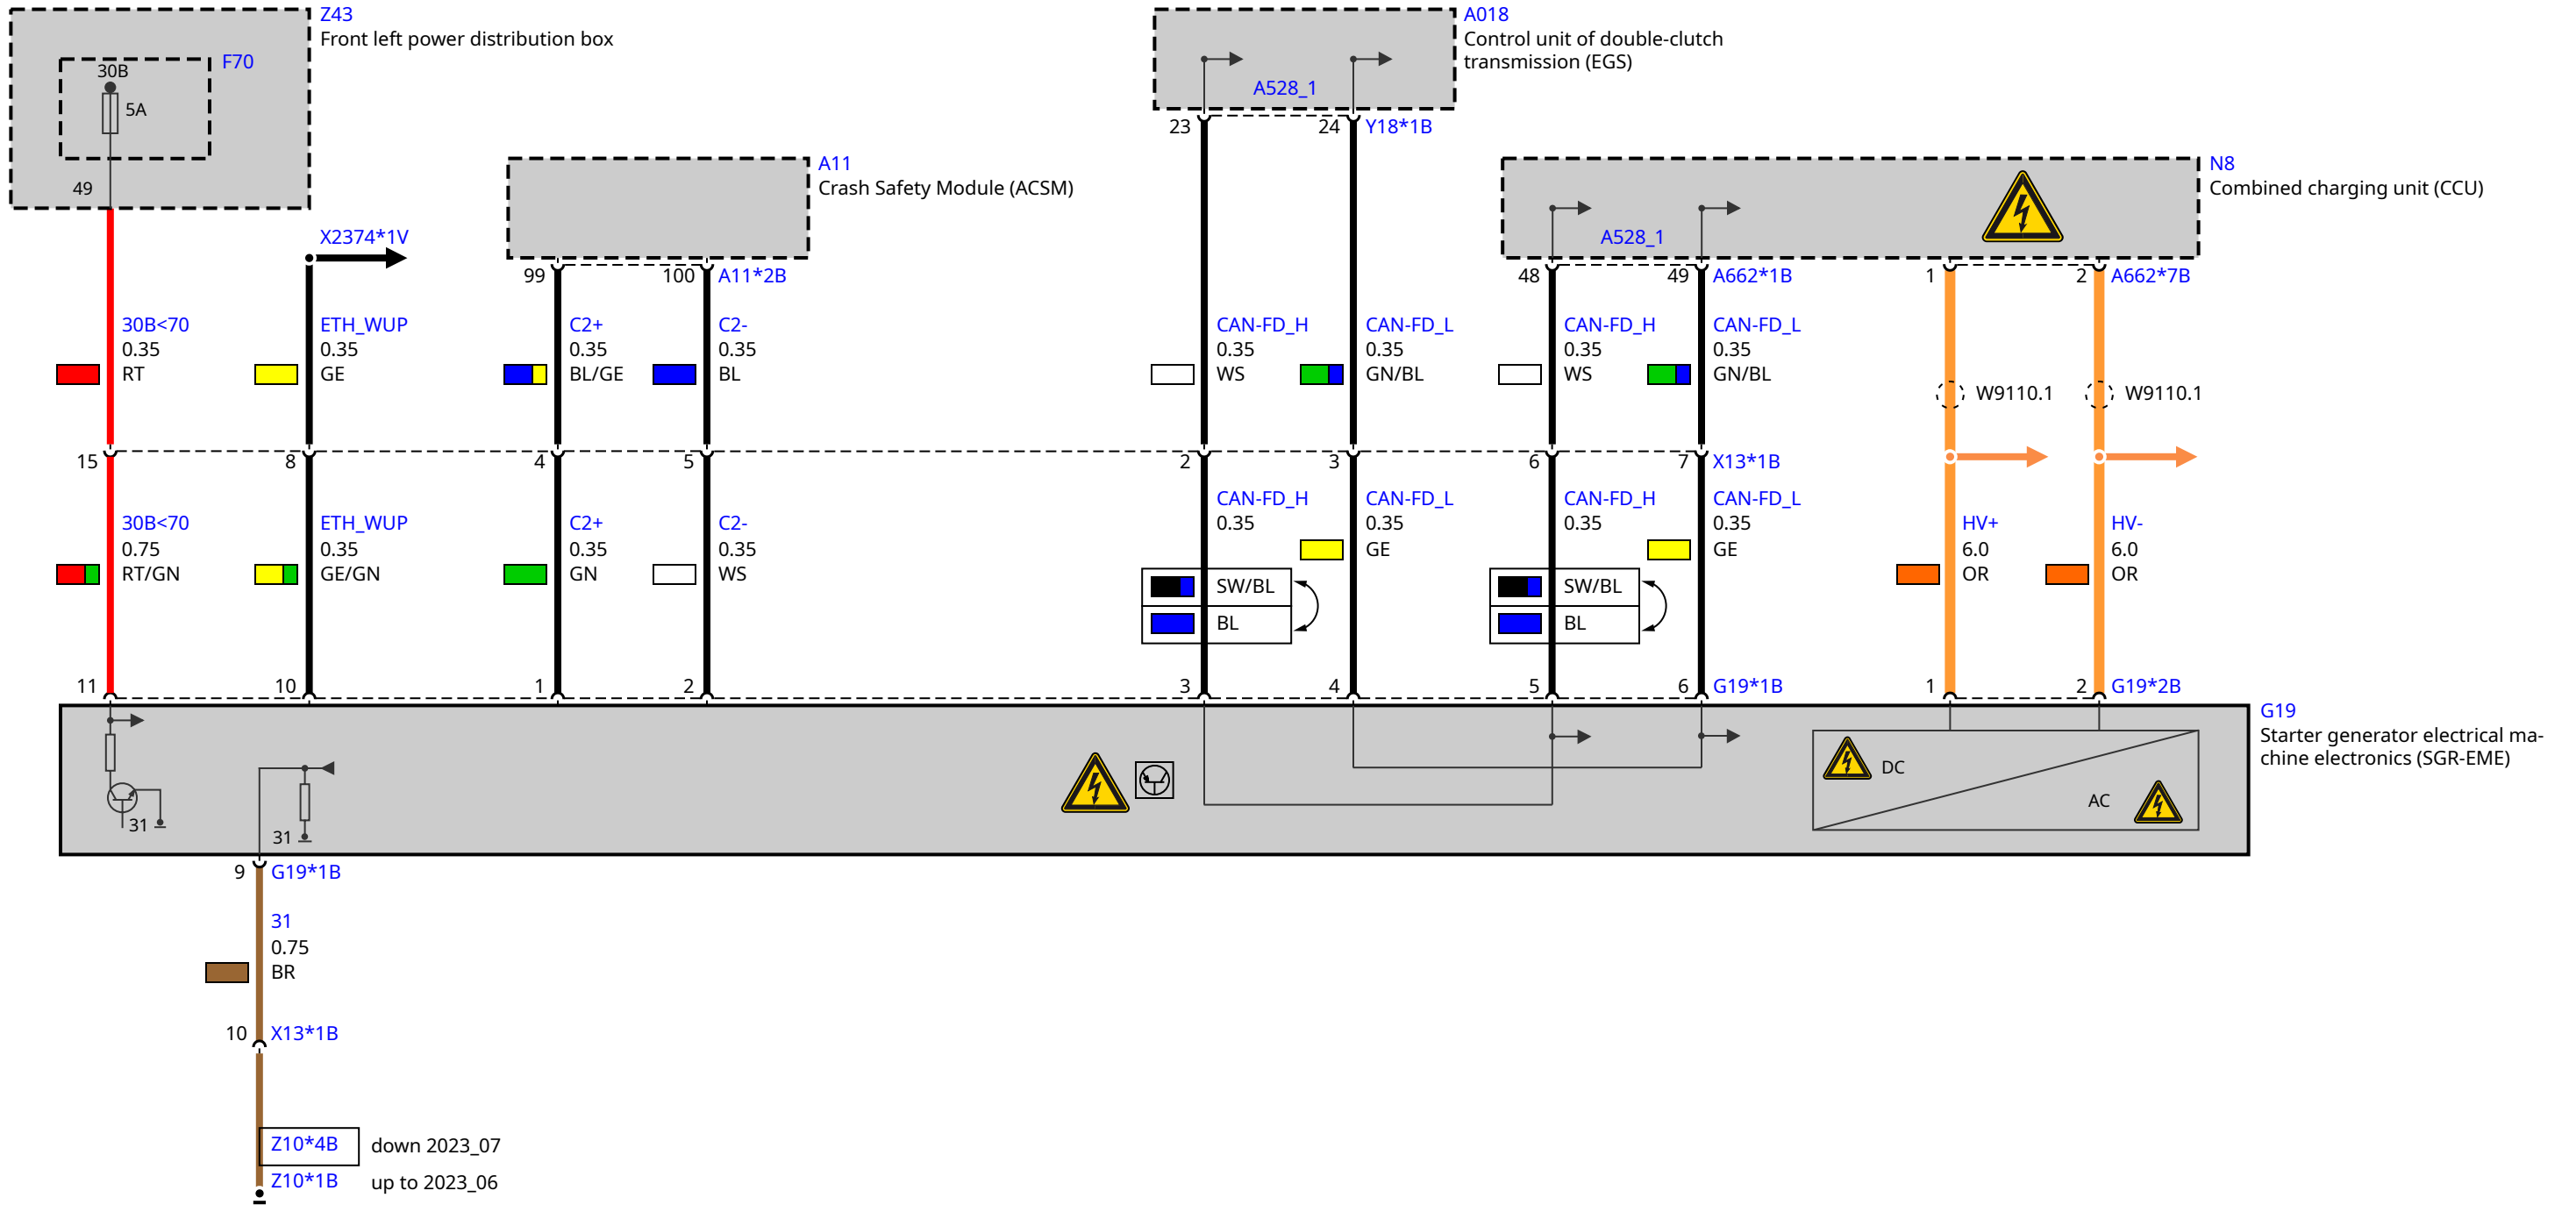 Z43
Front left power distribution box
F70
30B
5A
49
A018
Control unit of double-clutch
transmission (EGS)
A528_1
23
24
Y18*1B
A11
Crash Safety Module (ACSM)
N8
Combined charging unit (CCU)
A528_1
X2374*1V
99
100
A11*2B
48
49
A662*1B
1
2
A662*7B
30B<70
0.35
RT
ETH_WUP
0.35
GE
C2+
0.35
BL/GE
C2-
0.35
BL
CAN-FD_H
0.35
WS
CAN-FD_L
0.35
GN/BL
CAN-FD_H
0.35
WS
CAN-FD_L
0.35
GN/BL
W9110.1
W9110.1
15
8
4
5
2
3
6
7
X13*1B
30B<70
0.75
RT/GN
ETH_WUP
0.35
GE/GN
C2+
0.35
GN
C2-
0.35
WS
CAN-FD_H
0.35
SW/BL
BL
CAN-FD_L
0.35
GE
CAN-FD_H
0.35
SW/BL
BL
CAN-FD_L
0.35
GE
HV+
6.0
OR
HV-
6.0
OR
11
10
1
2
3
4
5
6
G19*1B
1
2
G19*2B
G19
Starter generator electrical ma-
chine electronics (SGR-EME)
31
31
DC
AC
9
G19*1B
31
0.75
BR
10
X13*1B
Z10*4B
down 2023_07
Z10*1B
up to 2023_06